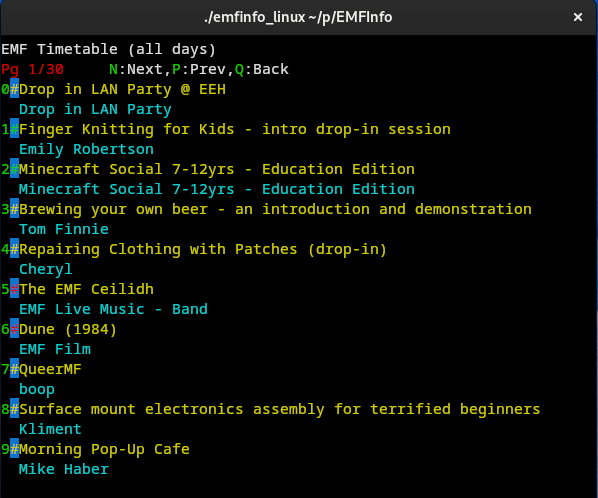 ./emfinfo_linux ~/p/EMFInfo
×
EMF Timetable (all days)
Pg 1/30 N:Next,P:Prev,Q:Back
0#Drop in LAN Party @ EEH
Drop in LAN Party
1#Finger Knitting for Kids - intro drop-in session
Emily Robertson
2#Minecraft Social 7-12yrs - Education Edition
Minecraft Social 7-12yrs - Education Edition
3#Brewing your own beer - an introduction and demonstration
Tom Finnie
4#Repairing Clothing with Patches (drop-in)
Cheryl
5#The EMF Ceilidh
EMF Live Music - Band
6#Dune (1984)
EMF Film
7#QueerMF
boop
8#Surface mount electronics assembly for terrified beginners
Kliment
9#Morning Pop-Up Cafe
Mike Haber